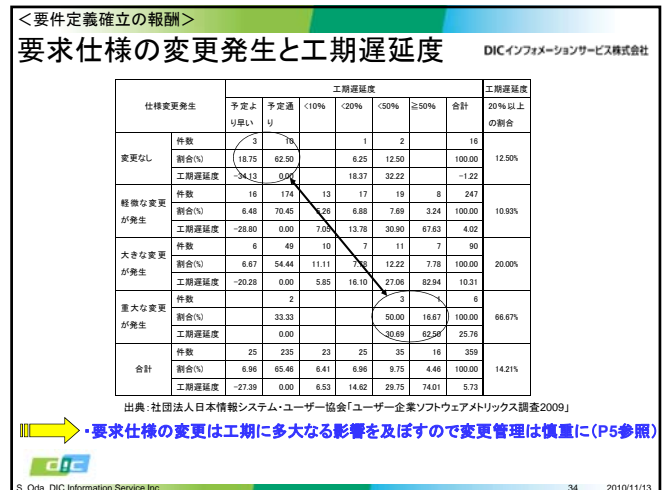 <要件定義確立の報酬>
要求仕様の変更発生と工期遅延度
DICインフォメーションサービス株式会社
工期遅延度 工期遅延度
仕様変更発生 予定よ 予定通 <10% <20% <50% ≧50% 合計 20%以上
り早い り の割合
件数 3 10 1 2 16
変更なし 割合(%) 18.75 62.50 6.25 12.50 100.00 12.50%
工期遅延度 -34.13 0.00 18.37 32.22 -1.22
軽微な変更 件数 16 174 13 17 19 8 247
が発生 割合(%) 6.48 70.45 5.26 6.88 7.69 3.24 100.00 10.93%
工期遅延度 -28.80 0.00 7.05 13.78 30.90 67.63 4.02
大きな変更 件数 6 49 10 7 11 7 90
が発生 割合(%) 6.67 54.44 11.11 7.78 12.22 7.78 100.00 20.00%
工期遅延度 -20.28 0.00 5.85 16.10 27.06 82.94 10.31
重大な変更 件数 2 3 1 6
が発生 割合(%) 33.33 50.00 16.67 100.00 66.67%
工期遅延度 0.00 30.69 62.50 25.76
件数 25 235 23 25 35 16 359
合計 割合(%) 6.96 65.46 6.41 6.96 9.75 4.46 100.00 14.21%
工期遅延度 -27.39 0.00 6.53 14.62 29.75 74.01 5.73
出典:社団法人日本情報システム・ユーザー協会「ユーザー企業ソフトウェアメトリックス調査2009」
・要求仕様の変更は工期に多大なる影響を及ぼすので変更管理は慎重に(P5参照)
dic
S. Oda, DIC Information Service Inc. 34 2010/11/13